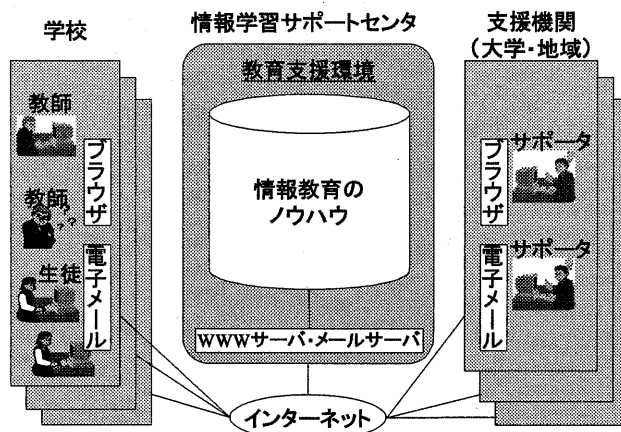 学校
教師
教師
??
生徒
ブラウザ
電子メール
情報学習サポートセンタ
教育支援環境
情報教育の
ノウハウ
WWWサーバ・メールサーバ
インターネット
支援機関
(大学・地域)
サポータ
サポータ
ブラウザ
電子メール